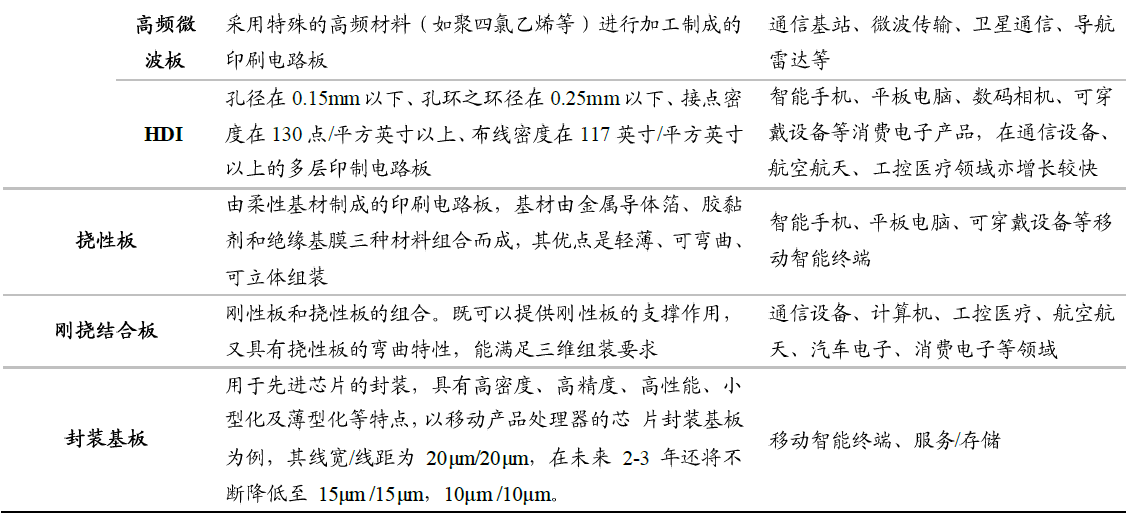 高频微
波板
采用特殊的高频材料（如聚四氯乙烯等）进行加工制成的
印刷电路板
通信基站、微波传输、卫星通信、导航
雷达等
HDI
孔径在 0.15mm 以下、孔环之环径在 0.25mm 以下、接点密
度在 130 点/平方英寸以上、布线密度在 117 英寸/平方英寸
以上的多层印制电路板
智能手机、平板电脑、数码相机、可穿
戴设备等消费电子产品，在通信设备、
航空航天、工控医疗领域亦增长较快
挠性板
由柔性基材制成的印刷电路板，基材由金属导体箔、胶黏
剂和绝缘基膜三种材料组合而成，其优点是轻薄、可弯曲、
可立体组装
智能手机、平板电脑、可穿戴设备等移
动智能终端
刚挠结合板
刚性板和挠性板的组合。既可以提供刚性板的支撑作用，
又具有挠性板的弯曲特性，能满足三维组装要求
通信设备、计算机、工控医疗、航空航
天、汽车电子、消费电子等领域
封装基板
用于先进芯片的封装，具有高密度、高精度、高性能、小
型化及薄型化等特点，以移动产品处理器的芯 片封装基板
为例，其线宽/线距为 20μm/20μm，在未来 2-3 年还将不
断降低至 15μm /15μm，10μm /10μm。
移动智能终端、服务/存储